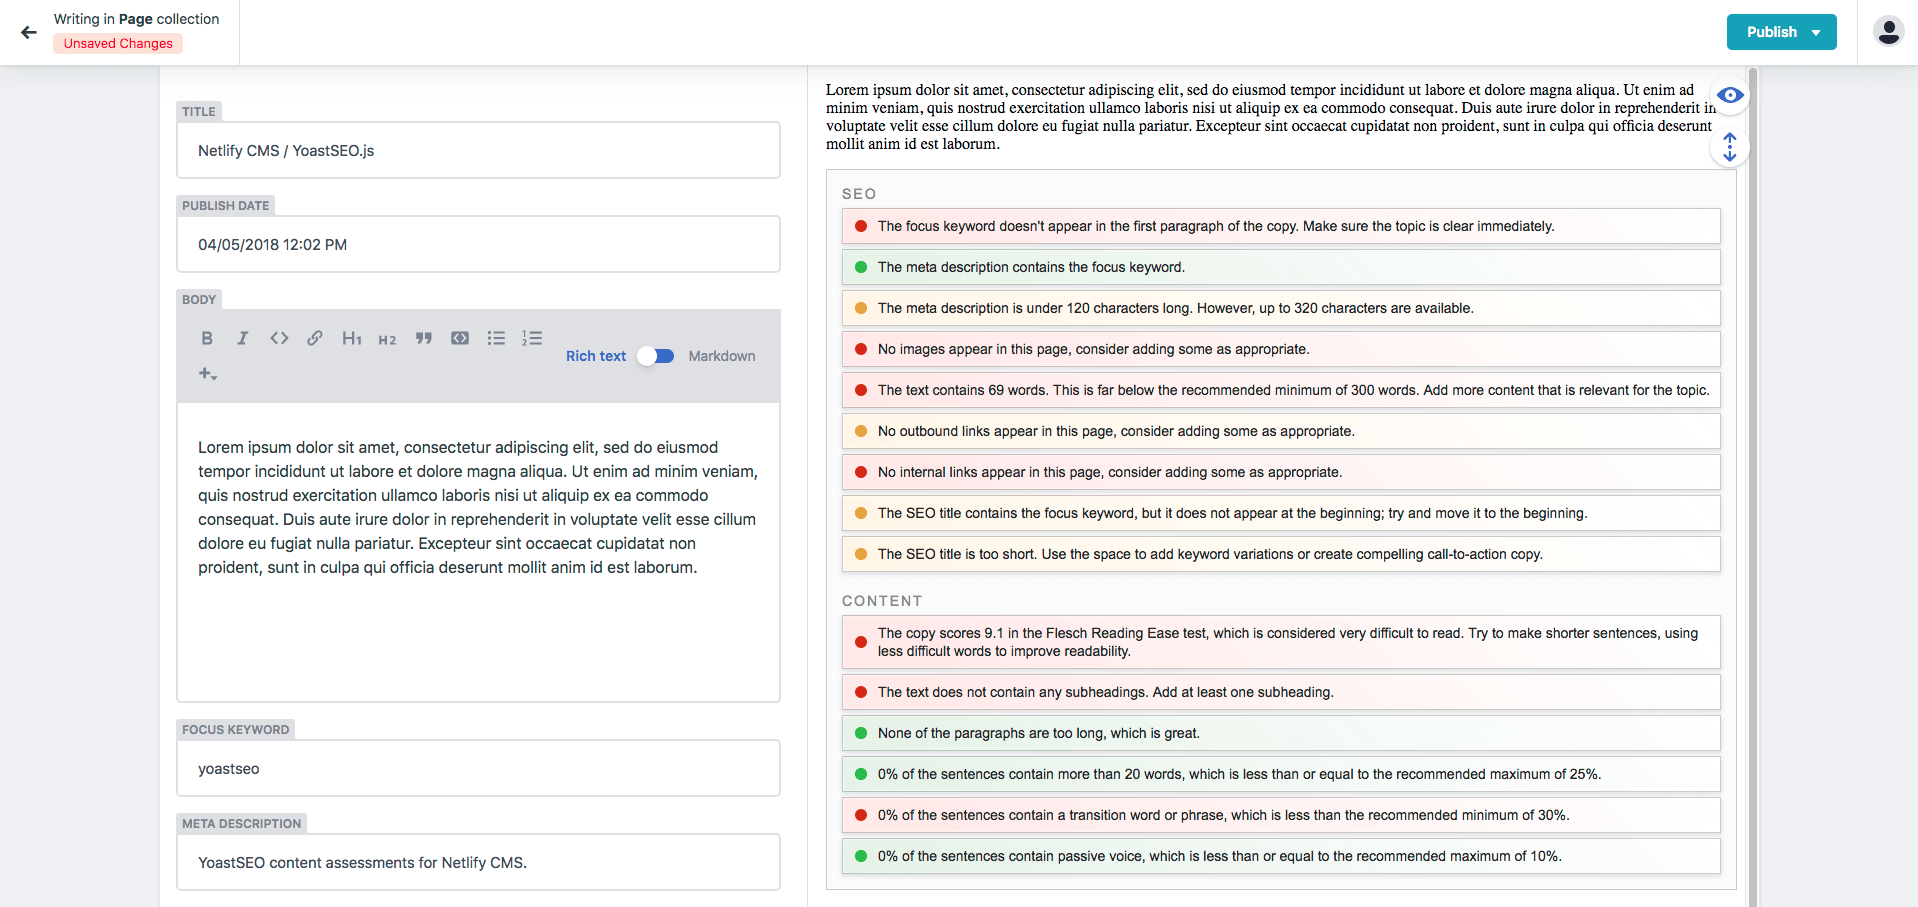 Writing in Page collection
Unsaved Changes
Publish
TITLE
Netlify CMS / YoastSEO.js
PUBLISH DATE
04/05/2018 12:02 PM
BODY
B I <> H1 H2
Rich text Markdown
Lorem ipsum dolor sit amet, consectetur adipiscing elit, sed do eiusmod
tempor incididunt ut labore et dolore magna aliqua. Ut enim ad minim veniam,
quis nostrud exercitation ullamco laboris nisi ut aliquip ex ea commodo
consequat. Duis aute irure dolor in reprehenderit in voluptate velit esse cillum
dolore eu fugiat nulla pariatur. Excepteur sint occaecat cupidatat non
proident, sunt in culpa qui officia deserunt mollit anim id est laborum.
FOCUS KEYWORD
yoastseo
META DESCRIPTION
YoastSEO content assessments for Netlify CMS.
Lorem ipsum dolor sit amet, consectetur adipiscing elit, sed do eiusmod tempor incididunt ut labore et dolore magna aliqua. Ut enim ad
minim veniam, quis nostrud exercitation ullamco laboris nisi ut aliquip ex ea commodo consequat. Duis aute irure dolor in reprehenderit in
voluptate velit esse cillum dolore eu fugiat nulla pariatur. Excepteur sint occaecat cupidatat non proident, sunt in culpa qui officia deserunt
mollit anim id est laborum.
SEO
The focus keyword doesn't appear in the first paragraph of the copy. Make sure the topic is clear immediately.
The meta description contains the focus keyword.
The meta description is under 120 characters long. However, up to 320 characters are available.
No images appear in this page, consider adding some as appropriate.
The text contains 69 words. This is far below the recommended minimum of 300 words. Add more content that is relevant for the topic.
No outbound links appear in this page, consider adding some as appropriate.
No internal links appear in this page, consider adding some as appropriate.
The SEO title contains the focus keyword, but it does not appear at the beginning; try and move it to the beginning.
The SEO title is too short. Use the space to add keyword variations or create compelling call-to-action copy.
CONTENT
The copy scores 9.1 in the Flesch Reading Ease test, which is considered very difficult to read. Try to make shorter sentences, using
less difficult words to improve readability.
The text does not contain any subheadings. Add at least one subheading.
None of the paragraphs are too long, which is great.
0% of the sentences contain more than 20 words, which is less than or equal to the recommended maximum of 25%.
0% of the sentences contain a transition word or phrase, which is less than the recommended minimum of 30%.
0% of the sentences contain passive voice, which is less than or equal to the recommended maximum of 10%.